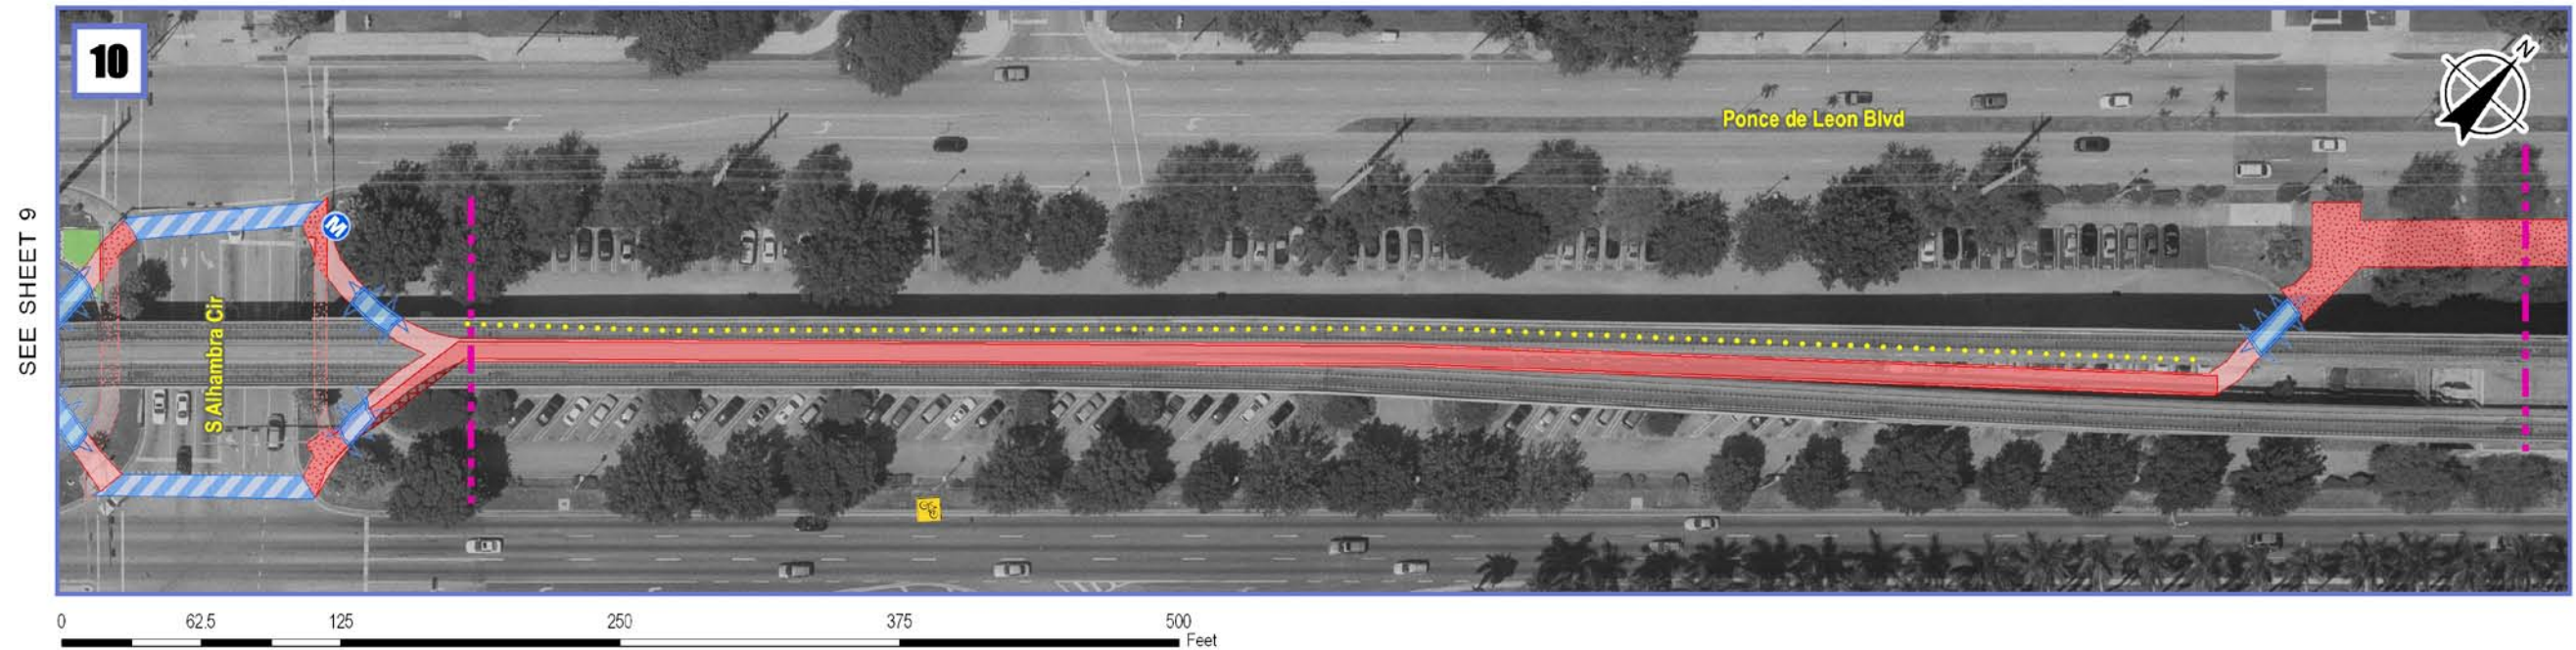 10
N
Ponce de Leon Blvd
M
SEE SHEET 9
S Alhambra Cir
0 62.5 125 250 375 500
Feet